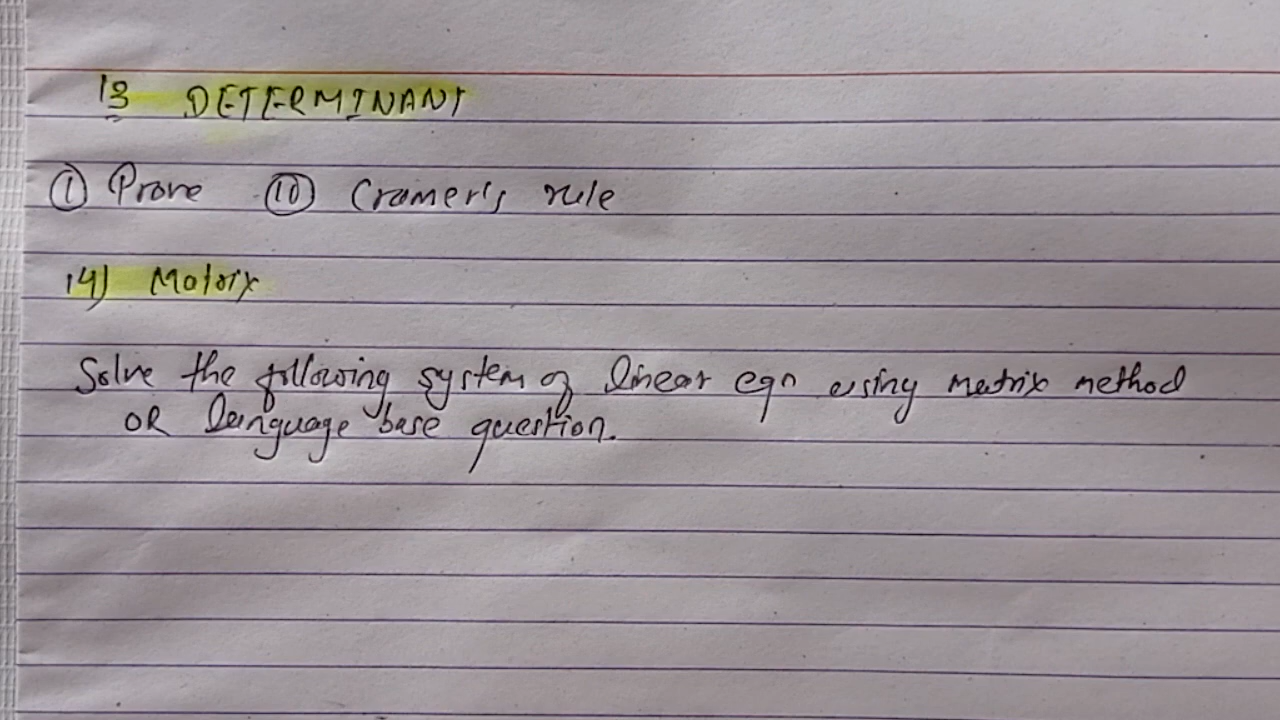 13 DETERMINANT
(i) Prove (ii) Cramer's rule
14) Matrix
Solve the following system of linear eqn using matrix method
OR language base question.